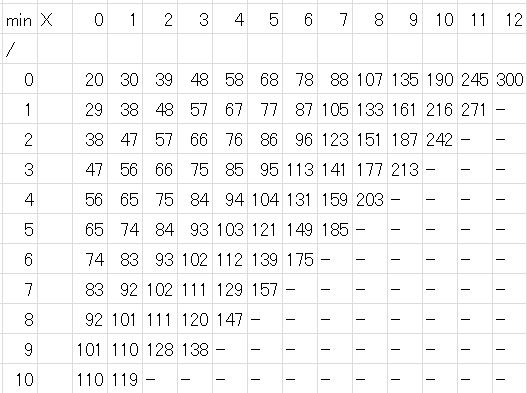 min X 0 1 2 3 4 5 6 7 8 9 10 11 12
/
0 20 30 39 48 58 68 78 88 107 135 190 245 300
1 29 38 48 57 67 77 87 105 133 161 216 271 −
2 38 47 57 66 76 86 96 123 151 187 242 − −
3 47 56 66 75 85 95 113 141 177 213 − − −
4 56 65 75 84 94 104 131 159 203 − − − −
5 65 74 84 93 103 121 149 185 − − − − −
6 74 83 93 102 112 139 175 − − − − − −
7 83 92 102 111 129 157 − − − − − − −
8 92 101 111 120 147 − − − − − − − −
9 101 110 128 138 − − − − − − − − −
10 110 119 − − − − − − − − − − −